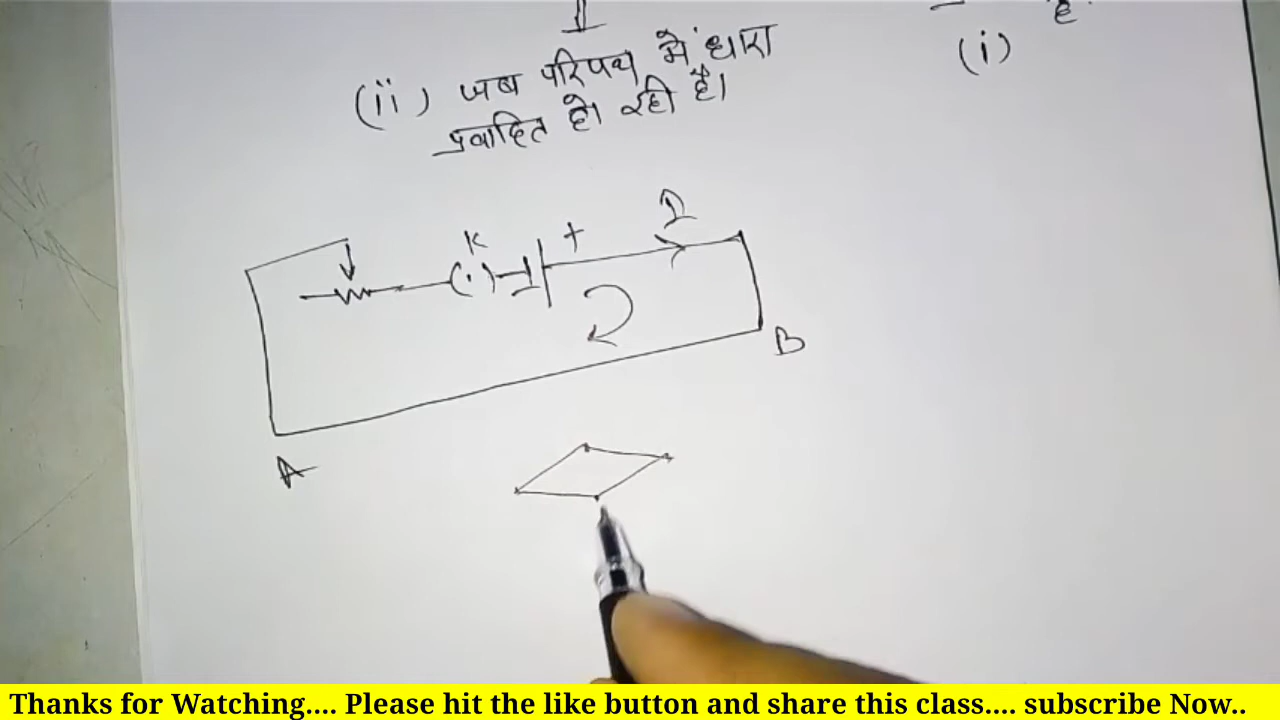 (ii) जब परिपथ में धारा
प्रवाहित हो रही है।
है
(i)
K
+
I
B
A
Thanks for Watching.... Please hit the like button and share this class.... subscribe Now..